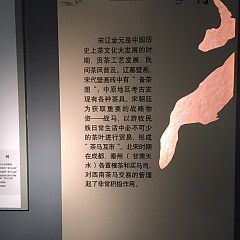 宋辽金元是中国历
史上茶文化大发展的时
期，贡茶工艺发展，民
间茶风普及。辽墓壁画、
宋代壁画砖中有“备茶
图”，中原地区考古发
现有各种茶具。宋朝廷
为获取重要的战略物
资——战马，以游牧民
族日常生活中必不可少
的茶叶进行贸易，形成
“茶马互市”。北宋时期
在成都、秦州（甘肃天
水）各置榷茶和买马司，
对西南茶马交易的管理
起了非常积极作用。